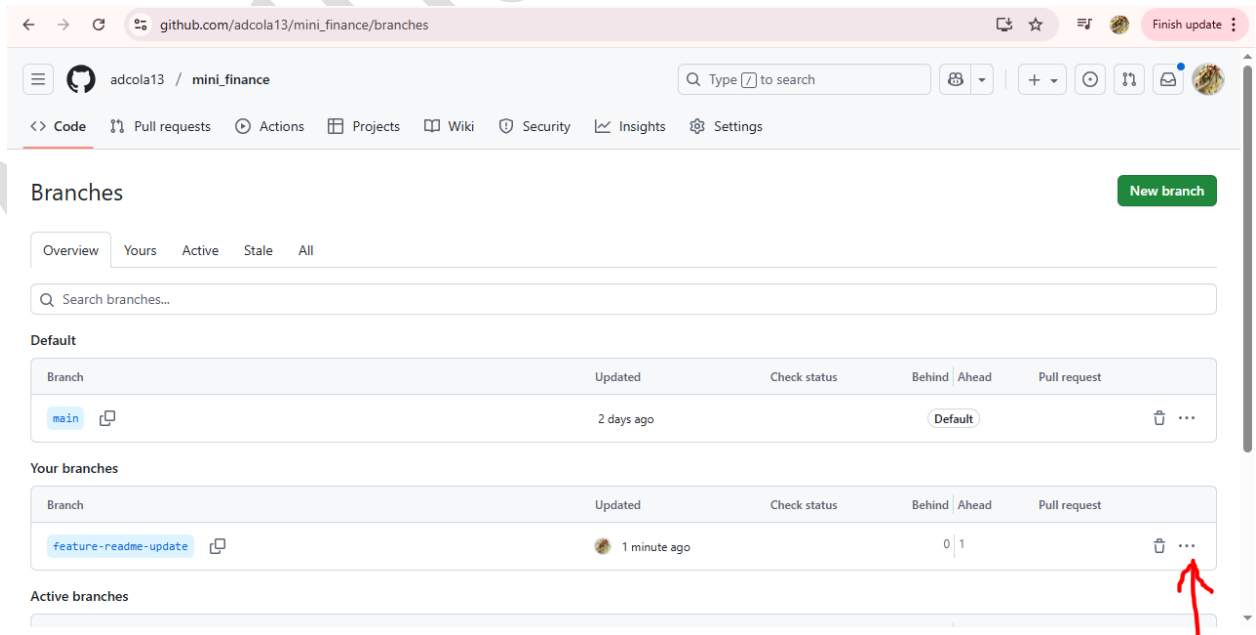 github.com/adcola13/mini_finance/branches
Finish update
adcola13 / mini_finance
Type / to search
Code Pull requests Actions Projects Wiki Security Insights Settings
Branches
New branch
Overview Yours Active Stale All
Search branches...
Default
Branch Updated Check status Behind Ahead Pull request
main 2 days ago Default
Your branches
Branch Updated Check status Behind Ahead Pull request
feature-readme-update 1 minute ago 0 1
Active branches